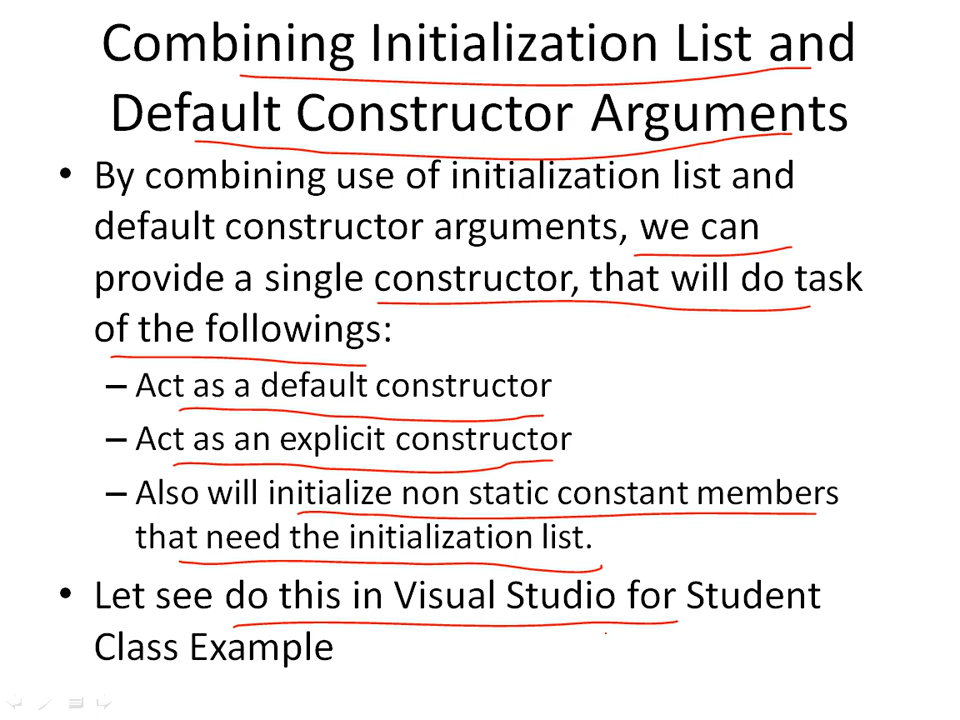 Combining Initialization List and
Default Constructor Arguments
• By combining use of initialization list and
default constructor arguments, we can
provide a single constructor, that will do task
of the followings:
– Act as a default constructor
– Act as an explicit constructor
– Also will initialize non static constant members
that need the initialization list.
• Let see do this in Visual Studio for Student
Class Example